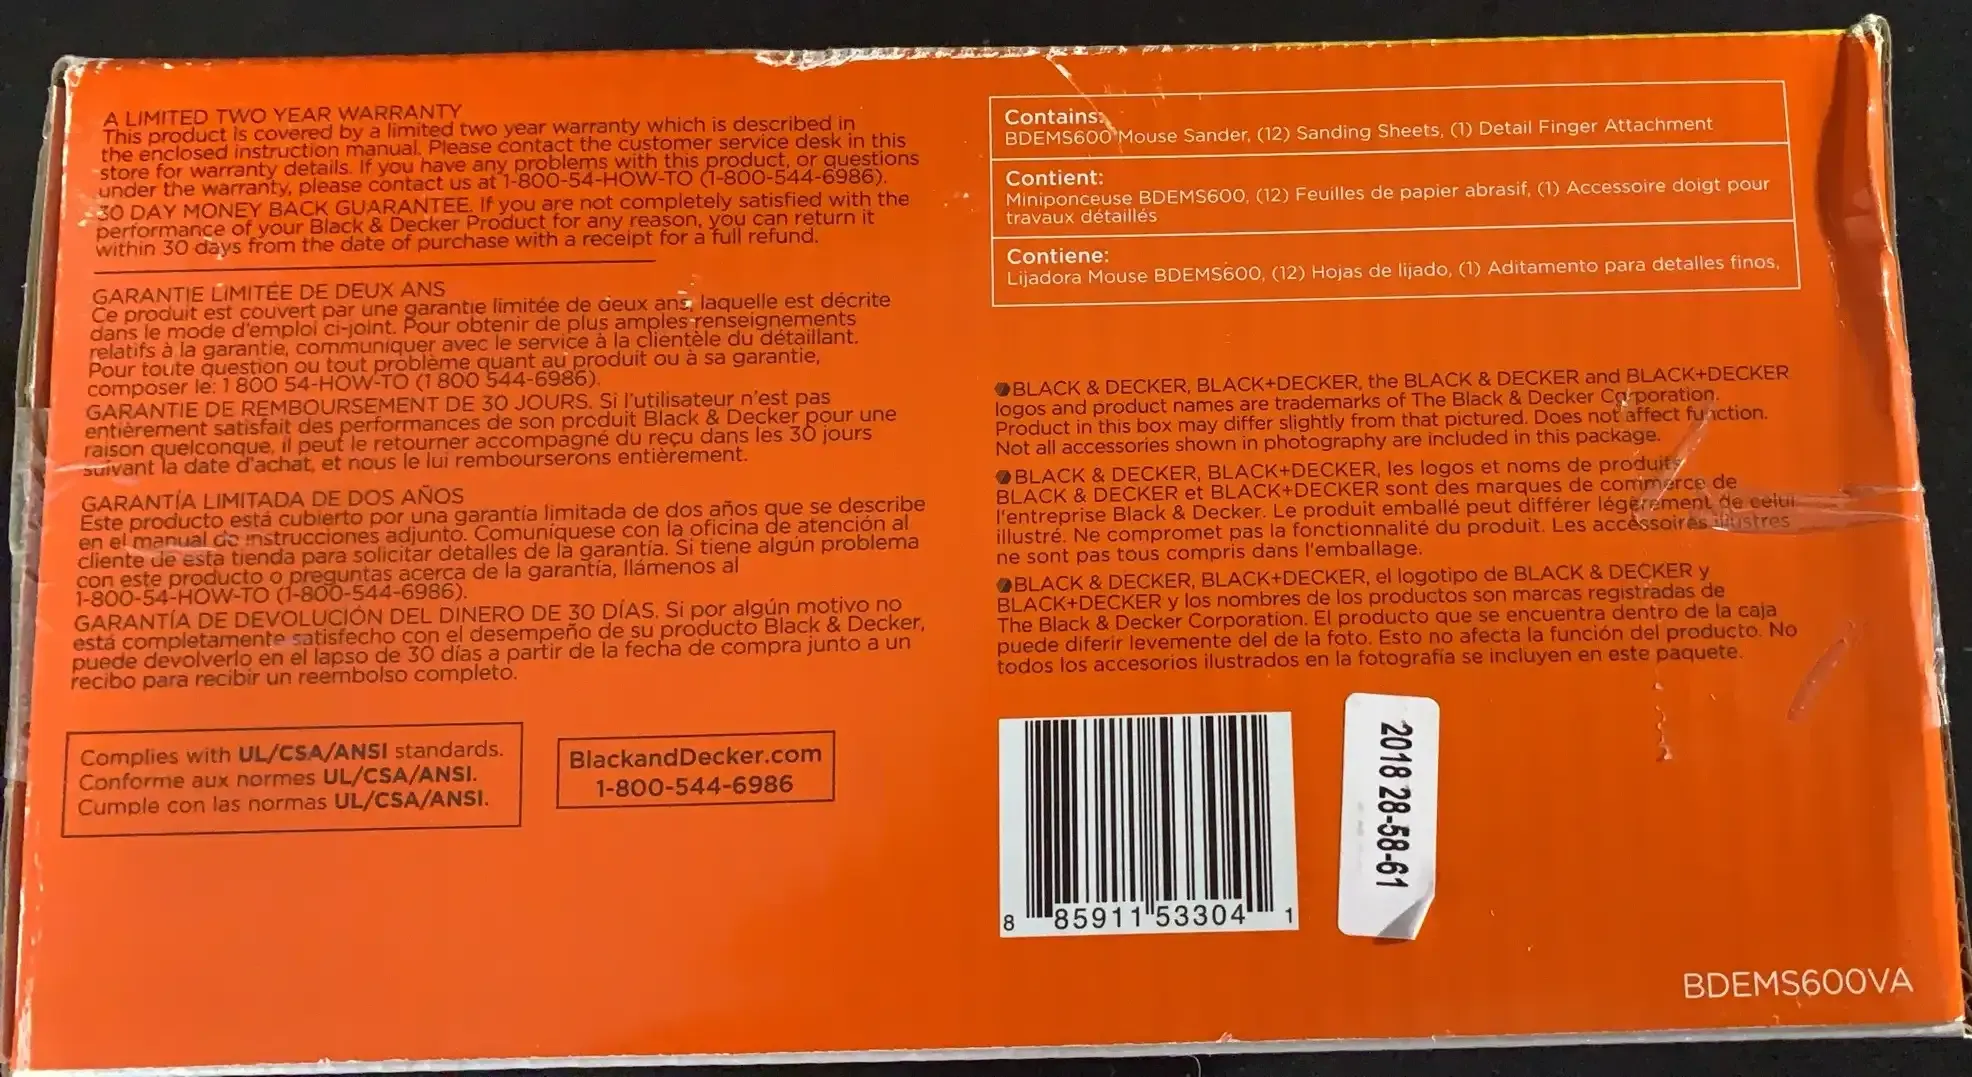 A LIMITED TWO YEAR WARRANTY
This product is covered by a limited two year warranty which is described in
the enclosed instruction manual. Please contact the customer service desk in this
store for warranty details. If you have any problems with this product, or questions
under the warranty, please contact us at 1-800-54-HOW-TO (1-800-544-6986).
30 DAY MONEY BACK GUARANTEE. If you are not completely satisfied with the
performance of your Black & Decker Product for any reason, you can return it
within 30 days from the date of purchase with a receipt for a full refund.
GARANTIE LIMITÉE DE DEUX ANS
Ce produit est couvert par une garantie limitée de deux ans, laquelle est décrite
dans le mode d'emploi ci-joint. Pour obtenir de plus amples renseignements
relatifs à la garantie, communiquer avec le service à la clientèle du détaillant.
Pour toute question ou tout problème quant au produit ou à sa garantie,
composer le: 1 800 54-HOW-TO (1 800 544-6986).
GARANTIE DE REMBOURSEMENT DE 30 JOURS. Si l'utilisateur n'est pas
entièrement satisfait des performances de son produit Black & Decker pour une
raison quelconque, il peut le retourner accompagné du reçu dans les 30 jours
suivant la date d'achat, et nous le lui rembourserons entièrement.
GARANTÍA LIMITADA DE DOS AÑOS
Este producto está cubierto por una garantía limitada de dos años que se describe
en el manual de instrucciones adjunto. Comuníquese con la oficina de atención al
cliente de esta tienda para solicitar detalles de la garantía. Si tiene algún problema
con este producto o preguntas acerca de la garantía, llámenos al
1-800-54-HOW-TO (1-800-544-6986).
GARANTÍA DE DEVOLUCIÓN DEL DINERO DE 30 DÍAS. Si por algún motivo no
está completamente satisfecho con el desempeño de su producto Black & Decker,
puede devolverlo en el lapso de 30 días a partir de la fecha de compra junto a un
recibo para recibir un reembolso completo.
Complies with UL/CSA/ANSI standards.
Conforme aux normes UL/CSA/ANSI.
Cumple con las normas UL/CSA/ANSI.
BlackandDecker.com
1-800-544-6986
Contains:
BDEMS600 Mouse Sander, (12) Sanding Sheets, (1) Detail Finger Attachment
Contient:
Miniponceuse BDEMS600, (12) Feuilles de papier abrasif, (1) Accessoire doigt pour
travaux détaillés
Contiene:
Lijadora Mouse BDEMS600, (12) Hojas de lijado, (1) Aditamento para detalles finos,
BLACK & DECKER, BLACK+DECKER, the BLACK & DECKER and BLACK+DECKER
logos and product names are trademarks of The Black & Decker Corporation.
Product in this box may differ slightly from that pictured. Does not affect function.
Not all accessories shown in photography are included in this package.
BLACK & DECKER, BLACK+DECKER, les logos et noms de produits
BLACK & DECKER et BLACK+DECKER sont des marques de commerce de
l'entreprise Black & Decker. Le produit emballé peut différer légèrement de celui
illustré. Ne compromet pas la fonctionnalité du produit. Les accessoires illustrés
ne sont pas tous compris dans l'emballage.
BLACK & DECKER, BLACK+DECKER, el logotipo de BLACK & DECKER y
BLACK+DECKER y los nombres de los productos son marcas registradas de
The Black & Decker Corporation. El producto que se encuentra dentro de la caja
puede diferir levemente del de la foto. Esto no afecta la función del producto. No
todos los accesorios ilustrados en la fotografía se incluyen en este paquete.
8 85911 53304 1
2018 28-58-61
BDEMS600VA